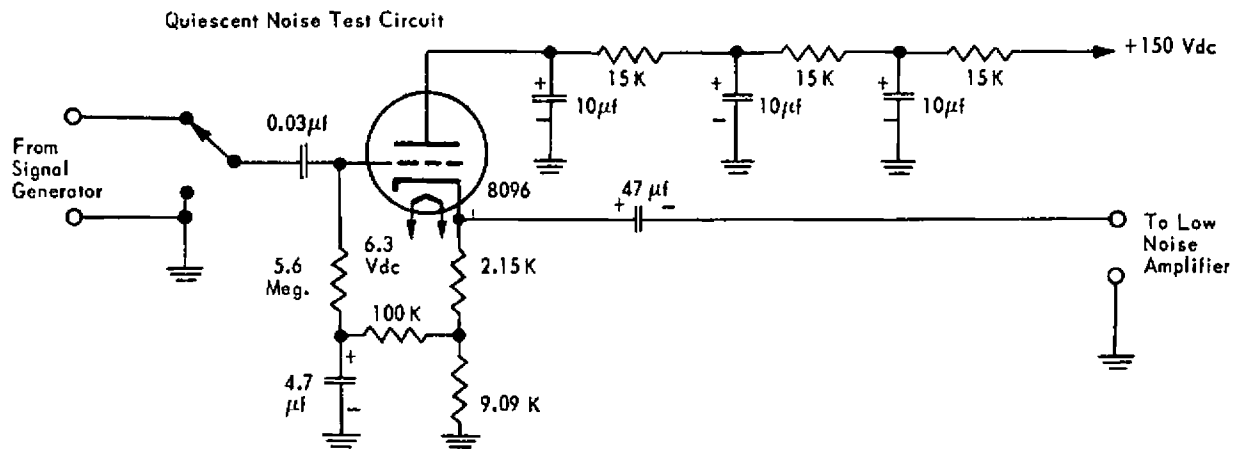 Quiescent Noise Test Circuit
+150 Vdc
15 K
15 K
15 K
+
10μf
−
+
10μf
−
+
10μf
−
0.03μf
From
Signal
Generator
8096
47 μf
+ −
To Low
Noise
Amplifier
6.3
Vdc
5.6
Meg.
2.15 K
100 K
+
4.7
μf
−
9.09 K